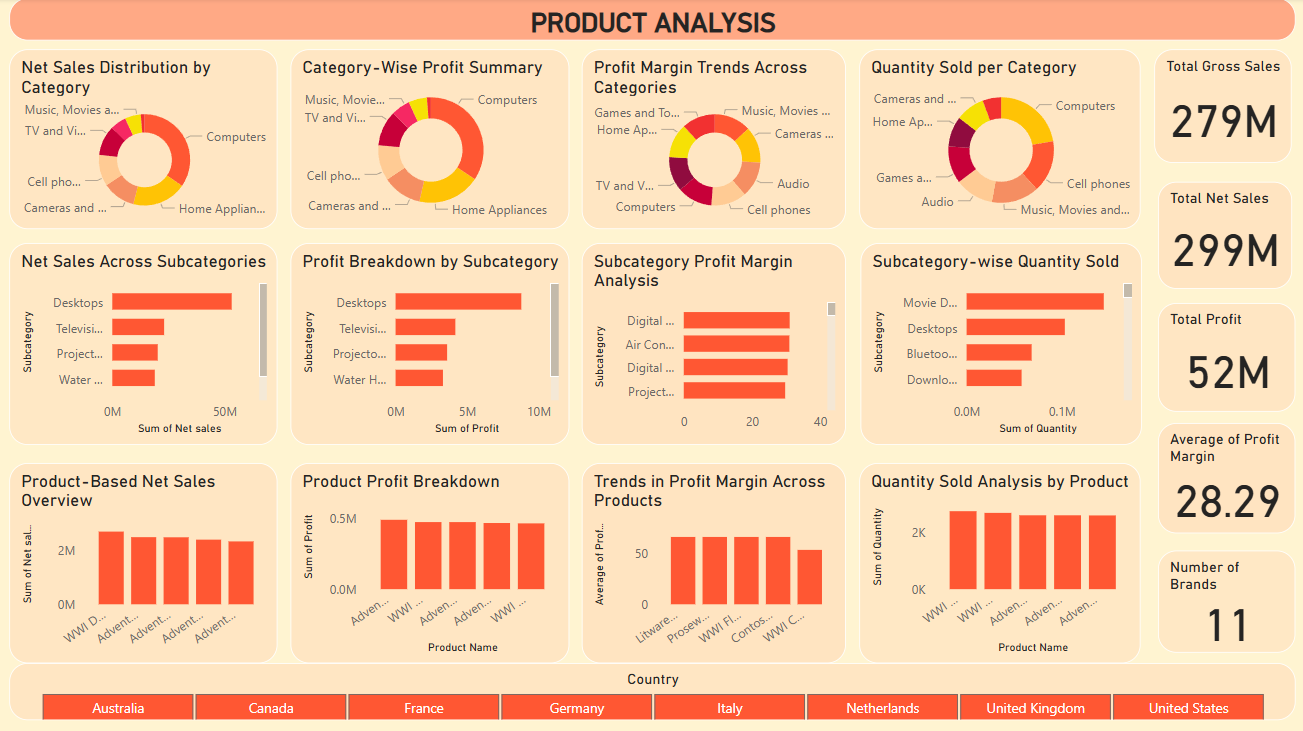 PRODUCT ANALYSIS
Net Sales Distribution by
Category
Music, Movies a...
TV and Vi...
Computers
Cell pho...
Cameras and ...
Home Applian...
Category-Wise Profit Summary
Music, Movie...
Computers
TV and Vi...
Cell pho...
Cameras and ...
Home Appliances
Profit Margin Trends Across
Categories
Games and To...
Music, Movies ...
Home Ap...
Cameras ...
TV and V...
Audio
Computers
Cell phones
Quantity Sold per Category
Cameras and ...
Computers
Home Ap...
Games a...
Cell phones
Audio
Music, Movies and...
Total Gross Sales
279M
Total Net Sales
299M
Total Profit
52M
Average of Profit
Margin
28.29
Number of
Brands
11
Net Sales Across Subcategories
Subcategory
Desktops
Televisi...
Project...
Water ...
0M 50M
Sum of Net sales
Profit Breakdown by Subcategory
Subcategory
Desktops
Televisi...
Projecto...
Water H...
0M 5M 10M
Sum of Profit
Subcategory Profit Margin
Analysis
Subcategory
Digital ...
Air Con...
Digital ...
Project...
0 20 40
Subcategory-wise Quantity Sold
Subcategory
Movie D...
Desktops
Bluetoo...
Downlo...
0.0M 0.1M
Sum of Quantity
Product-Based Net Sales
Overview
Sum of Net sal...
2M
0M
WWI D... Advent... Advent... Advent... Advent...
Product Profit Breakdown
Sum of Profit
0.5M
0.0M
Adven... WWI ... Adven... Adven... WWI ...
Product Name
Trends in Profit Margin Across
Products
Average of Prof...
50
0
Litware... Prosew... WWI Fl... Contos... WWI C...
Quantity Sold Analysis by Product
Sum of Quantity
2K
0K
WWI ... WWI ... Adven... Adven... Adven...
Product Name
Country
Australia Canada France Germany Italy Netherlands United Kingdom United States